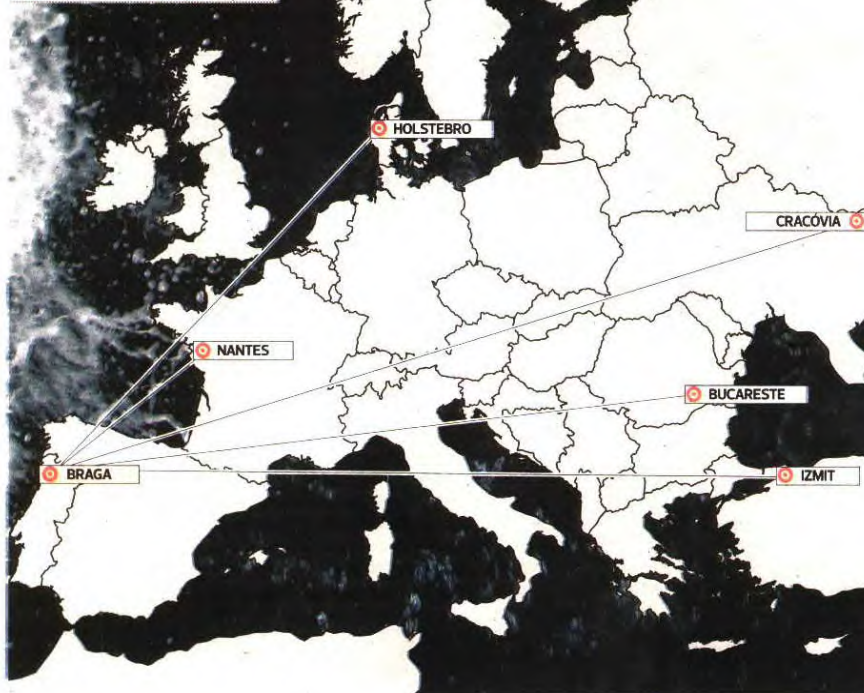 HOLSTEBRO
CRACÓVIA
NANTES
BUCARESTE
BRAGA
IZMIT